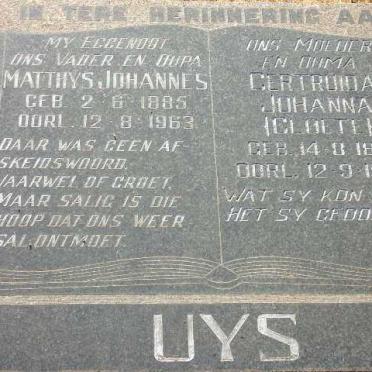 IN TERE HERINNERING AA
MY EGGENOOT
ONS VADER EN OUPA
MATTHYS JOHANNES
GEB. 2·6·1885
OORL. 12·8·1963
DAAR WAS GEEN AF-
SKEIDSWOORD.
VAARWEL OF GROET.
MAAR SALIG IS DIE
HOOP DAT ONS WEER
SAL ONTMOET.
ONS MOEDER
EN OUMA
GERTRUIDA
JOHANNA
(CLOETE)
GEB. 14·8·18
OORL. 12·9·1
WAT SY KON
HET SY GEDO
UYS